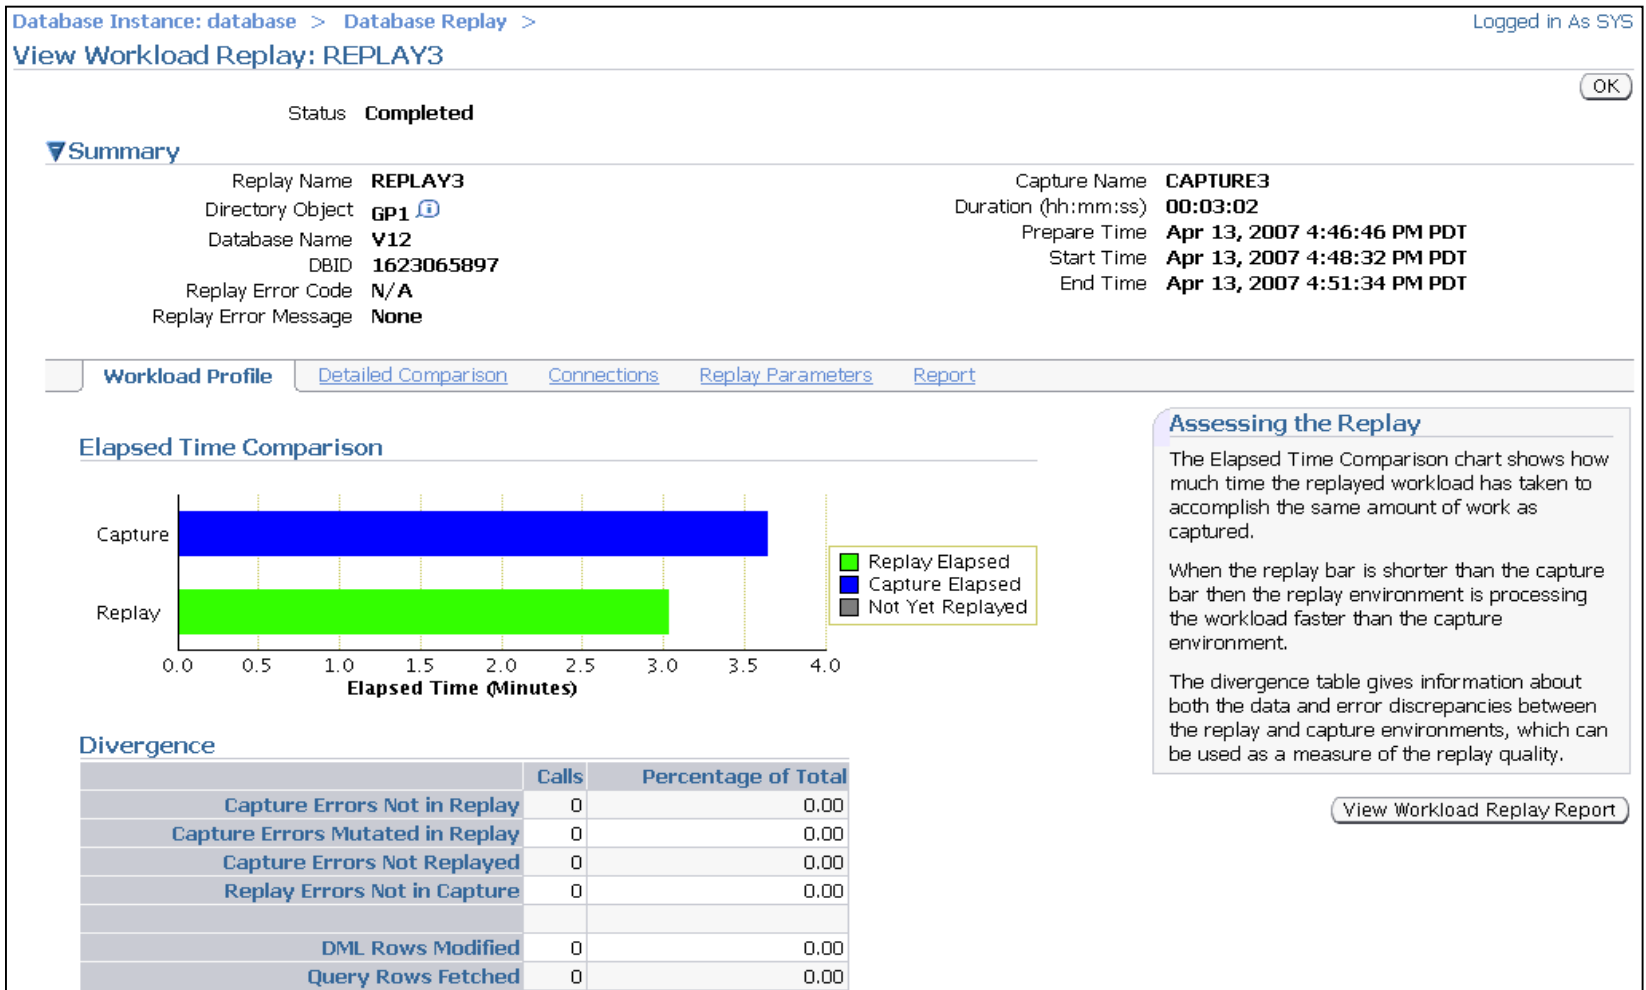 Database Instance: database > Database Replay >
Logged in As SYS
View Workload Replay: REPLAY3
OK
Status Completed
Summary
Replay Name REPLAY3
Directory Object GP1
Database Name V12
DBID 1623065897
Replay Error Code N/A
Replay Error Message None
Capture Name CAPTURE3
Duration (hh:mm:ss) 00:03:02
Prepare Time Apr 13, 2007 4:46:46 PM PDT
Start Time Apr 13, 2007 4:48:32 PM PDT
End Time Apr 13, 2007 4:51:34 PM PDT
Workload Profile Detailed Comparison Connections Replay Parameters Report
Elapsed Time Comparison
Capture
Replay
0.0 0.5 1.0 1.5 2.0 2.5 3.0 3.5 4.0
Elapsed Time (Minutes)
Replay Elapsed
Capture Elapsed
Not Yet Replayed
Assessing the Replay
The Elapsed Time Comparison chart shows how
much time the replayed workload has taken to
accomplish the same amount of work as
captured.
When the replay bar is shorter than the capture
bar then the replay environment is processing
the workload faster than the capture
environment.
The divergence table gives information about
both the data and error discrepancies between
the replay and capture environments, which can
be used as a measure of the replay quality.
View Workload Replay Report
Divergence
Calls Percentage of Total
Capture Errors Not in Replay 0 0.00
Capture Errors Mutated in Replay 0 0.00
Capture Errors Not Replayed 0 0.00
Replay Errors Not in Capture 0 0.00
DML Rows Modified 0 0.00
Query Rows Fetched 0 0.00